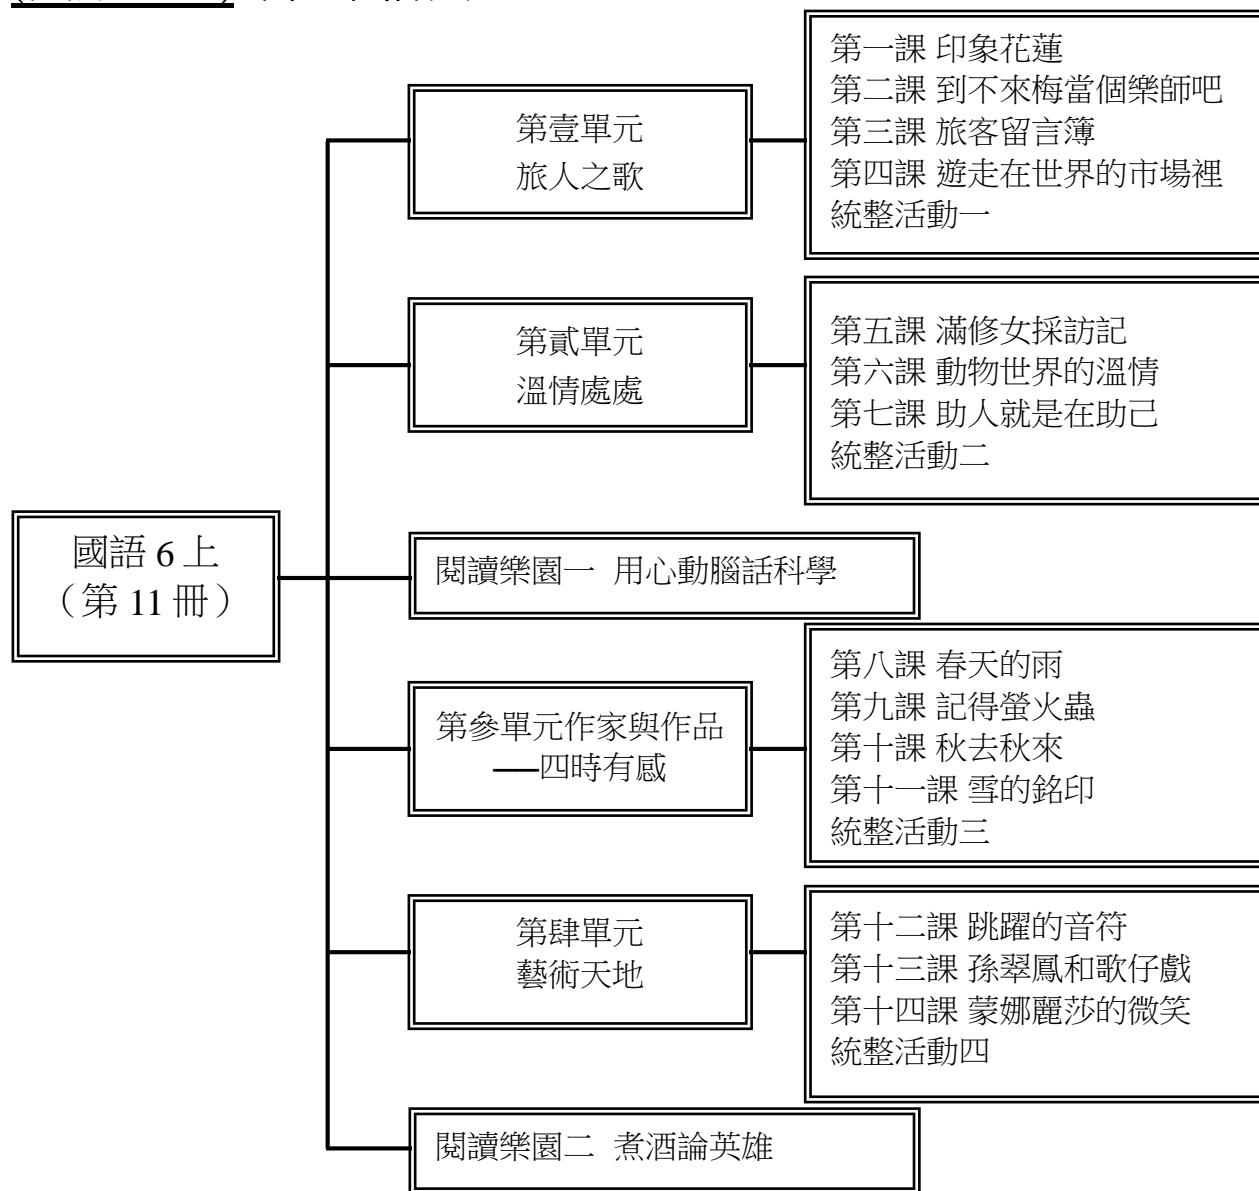 國語 6 上
（第 11 冊）
第壹單元
旅人之歌
第一課 印象花蓮
第二課 到不來梅當個樂師吧
第三課 旅客留言簿
第四課 遊走在世界的市場裡
統整活動一
第貳單元
溫情處處
第五課 滿修女採訪記
第六課 動物世界的溫情
第七課 助人就是在助己
統整活動二
閱讀樂園一 用心動腦話科學
第參單元作家與作品
──四時有感
第八課 春天的雨
第九課 記得螢火蟲
第十課 秋去秋來
第十一課 雪的銘印
統整活動三
第肆單元
藝術天地
第十二課 跳躍的音符
第十三課 孫翠鳳和歌仔戲
第十四課 蒙娜麗莎的微笑
統整活動四
閱讀樂園二 煮酒論英雄